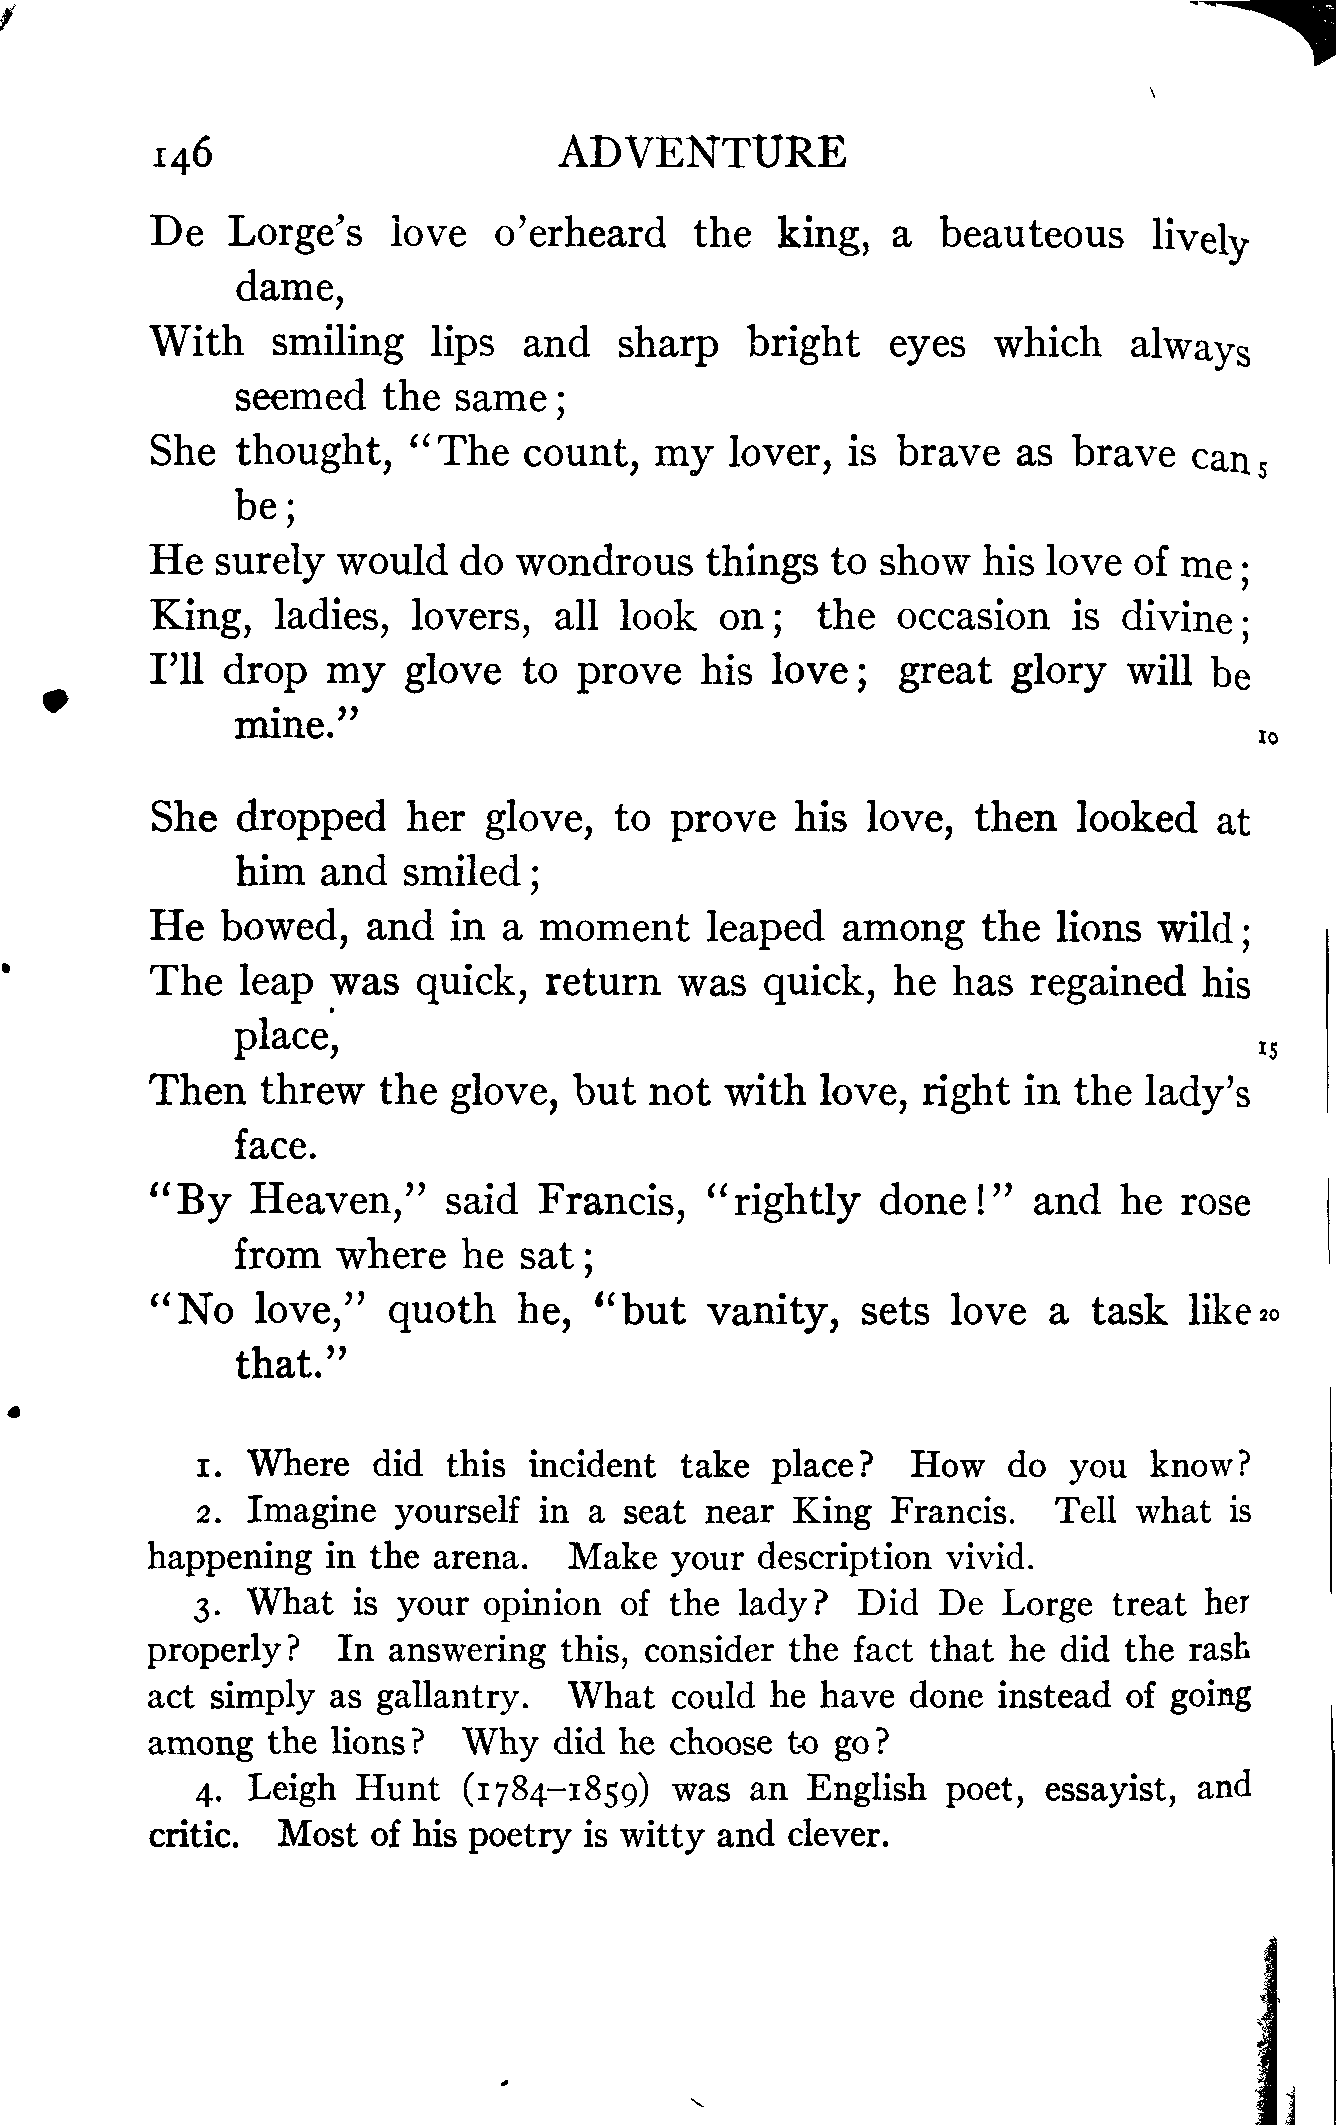 146 ADVENTURE
De Lorge's love o'erheard the king, a beauteous lively
dame,
With smiling lips and sharp bright eyes which always
seemed the same;
She thought, "The count, my lover, is brave as brave can 5
be;
He surely would do wondrous things to show his love of me;
King, ladies, lovers, all look on; the occasion is divine;
I'll drop my glove to prove his love; great glory will be
mine." 10
She dropped her glove, to prove his love, then looked at
him and smiled;
He bowed, and in a moment leaped among the lions wild;
The leap was quick, return was quick, he has regained his
place, 15
Then threw the glove, but not with love, right in the lady's
face.
"By Heaven," said Francis, "rightly done!" and he rose
from where he sat;
"No love," quoth he, "but vanity, sets love a task like 20
that."
1. Where did this incident take place? How do you know?
2. Imagine yourself in a seat near King Francis. Tell what is
happening in the arena. Make your description vivid.
3. What is your opinion of the lady? Did De Lorge treat her
properly? In answering this, consider the fact that he did the rash
act simply as gallantry. What could he have done instead of going
among the lions? Why did he choose to go?
4. Leigh Hunt (1784–1859) was an English poet, essayist, and
critic. Most of his poetry is witty and clever.